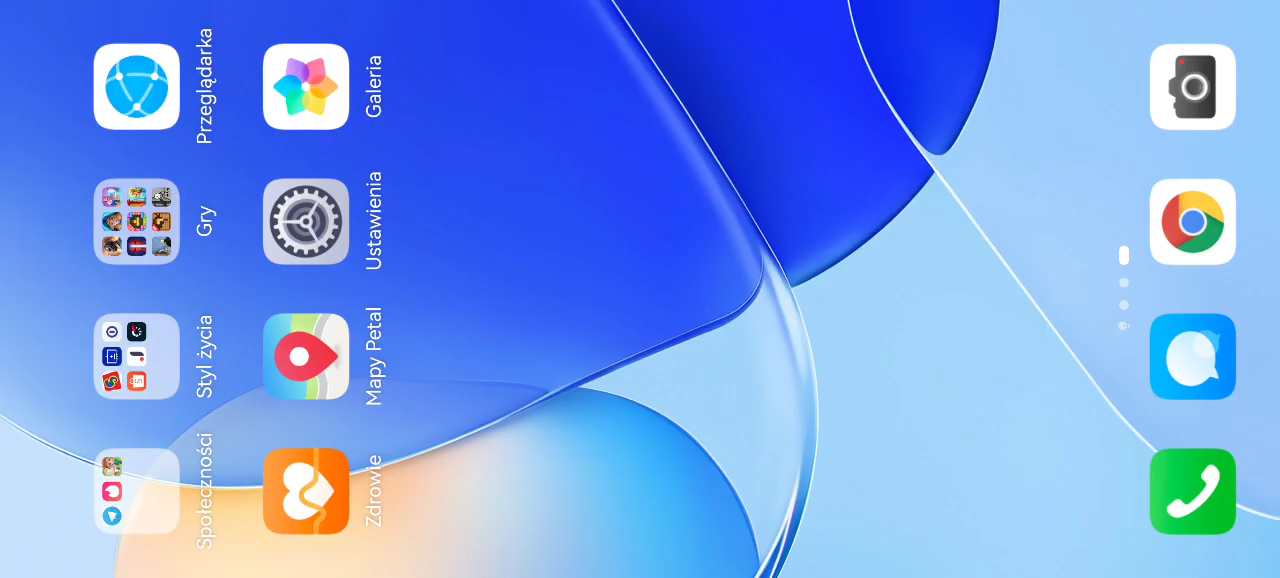 Społeczności
Styl życia
Gry
Przeglądarka
Zdrowie
Mapy Petal
Ustawienia
Galeria